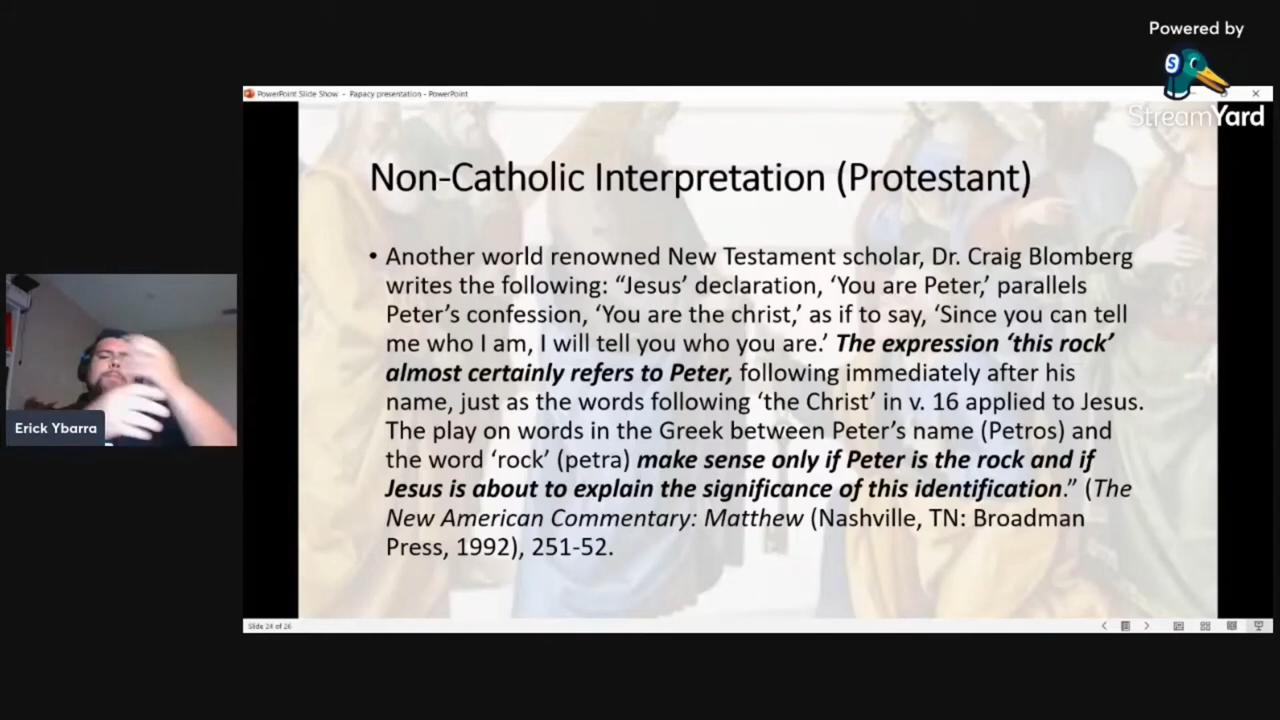 Powered by
S
StreamYard
PowerPoint Slide Show - Papacy presentation - PowerPoint
Non-Catholic Interpretation (Protestant)
• Another world renowned New Testament scholar, Dr. Craig Blomberg
writes the following: “Jesus’ declaration, ‘You are Peter,’ parallels
Peter’s confession, ‘You are the christ,’ as if to say, ‘Since you can tell
me who I am, I will tell you who you are.’ The expression ‘this rock’
almost certainly refers to Peter, following immediately after his
name, just as the words following ‘the Christ’ in v. 16 applied to Jesus.
The play on words in the Greek between Peter’s name (Petros) and
the word ‘rock’ (petra) make sense only if Peter is the rock and if
Jesus is about to explain the significance of this identification.” (The
New American Commentary: Matthew (Nashville, TN: Broadman
Press, 1992), 251-52.
Erick Ybarra
Slide 24 of 26